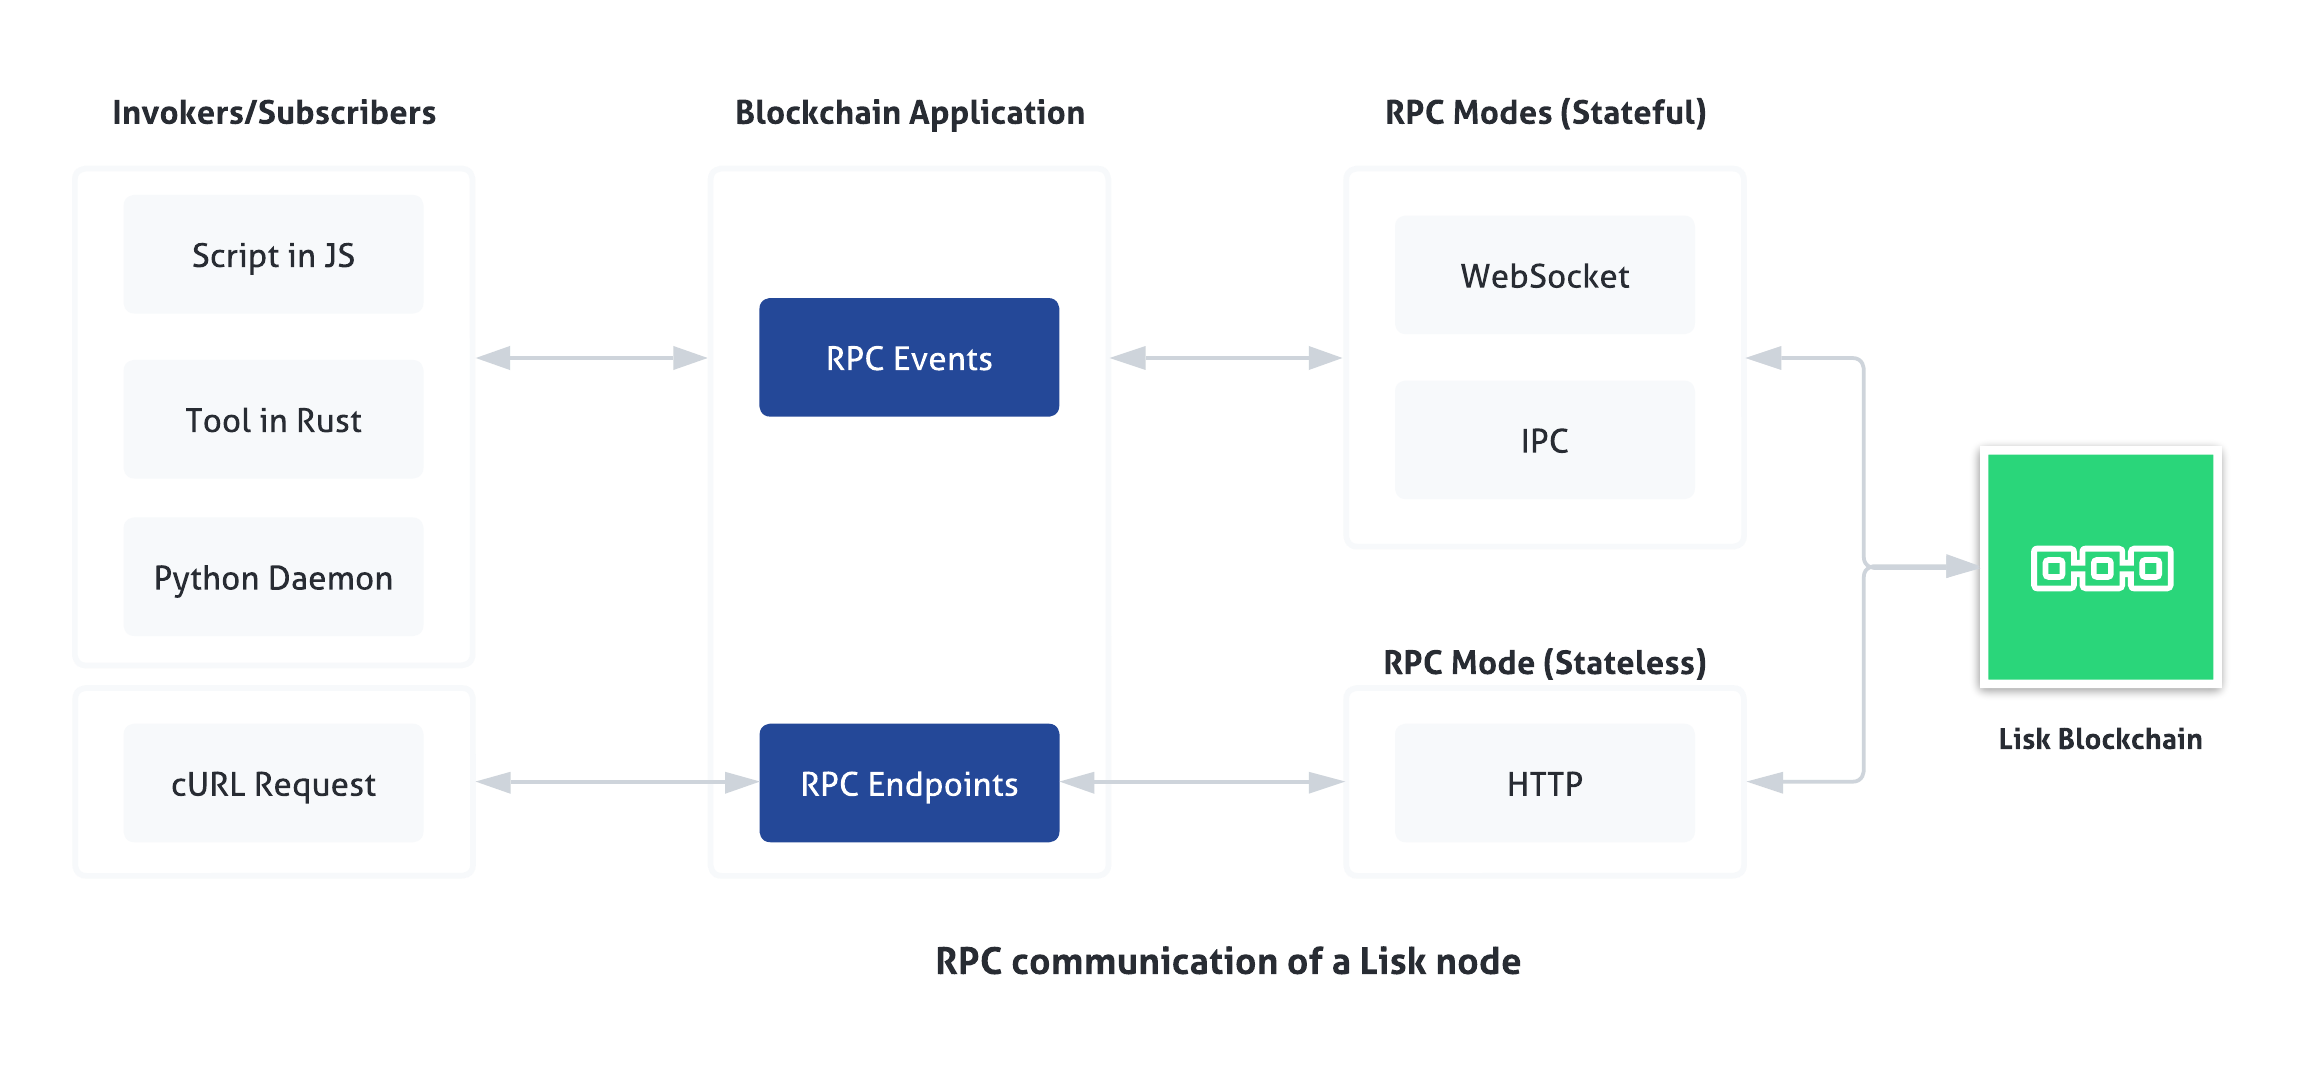 Invokers/Subscribers
Script in JS
Tool in Rust
Python Daemon
cURL Request
Blockchain Application
RPC Events
RPC Endpoints
RPC Modes (Stateful)
WebSocket
IPC
RPC Mode (Stateless)
HTTP
Lisk Blockchain
RPC communication of a Lisk node